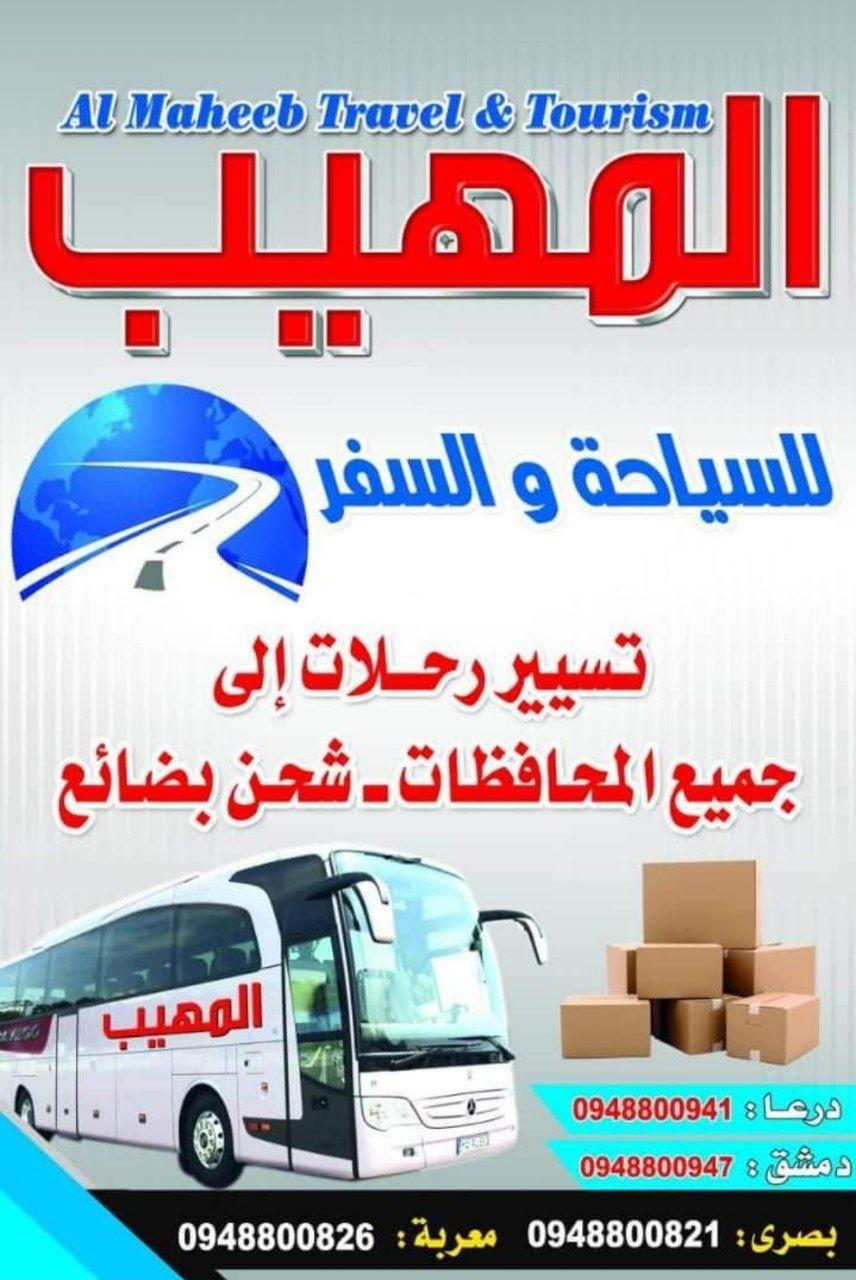 Al Maheeb Travel & Tourism
المهيب
للسياحة و السفر
تسيير رحلات إلى
جميع المحافظات - شحن بضائع
المهيب
درعا : 0948800941
دمشق : 0948800947
بصرى : 0948800821 معربة : 0948800826